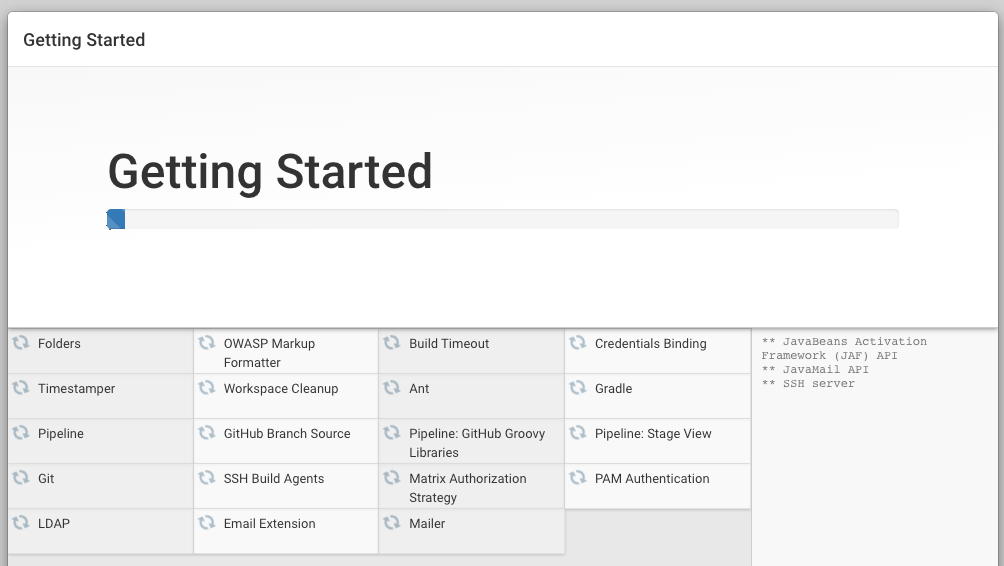 Getting Started
Getting Started
Folders
OWASP Markup
Formatter
Build Timeout
Credentials Binding
Timestamper
Workspace Cleanup
Ant
Gradle
Pipeline
GitHub Branch Source
Pipeline: GitHub Groovy
Libraries
Pipeline: Stage View
Git
SSH Build Agents
Matrix Authorization
Strategy
PAM Authentication
LDAP
Email Extension
Mailer
** JavaBeans Activation
Framework (JAF) API
** JavaMail API
** SSH server